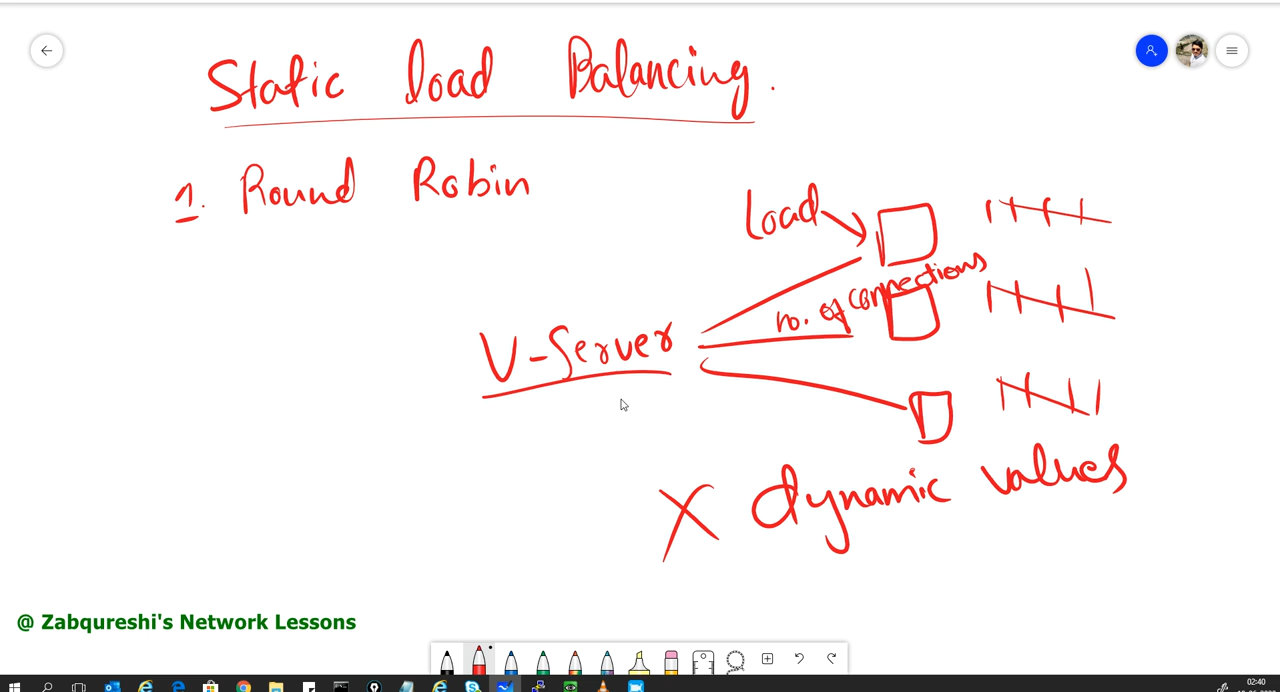 Static load Balancing.
1. Round Robin
Load
no. of connections
V-Server
X dynamic values
@ Zabqureshi's Network Lessons
02:40